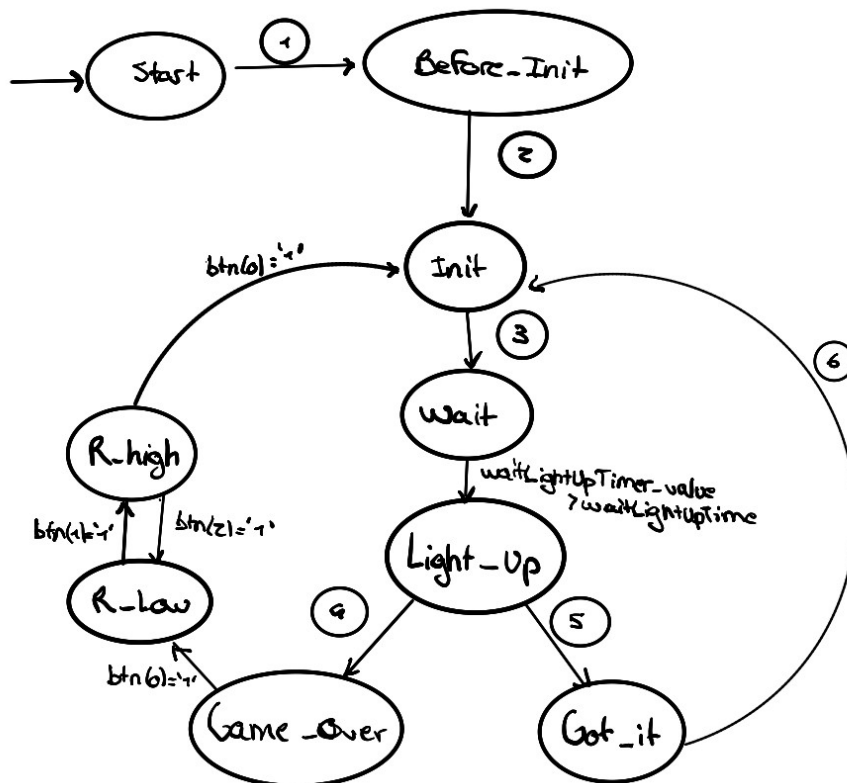 Start
1
Before_Init
2
btn(0)='1'
Init
3
6
Wait
R_high
waitLightUpTimer_value
>waitLightUpTime
btn(1)='1'
btn(2)='1'
Light_Up
R_Low
4
5
btn(0)='1'
Game_Over
Got_it